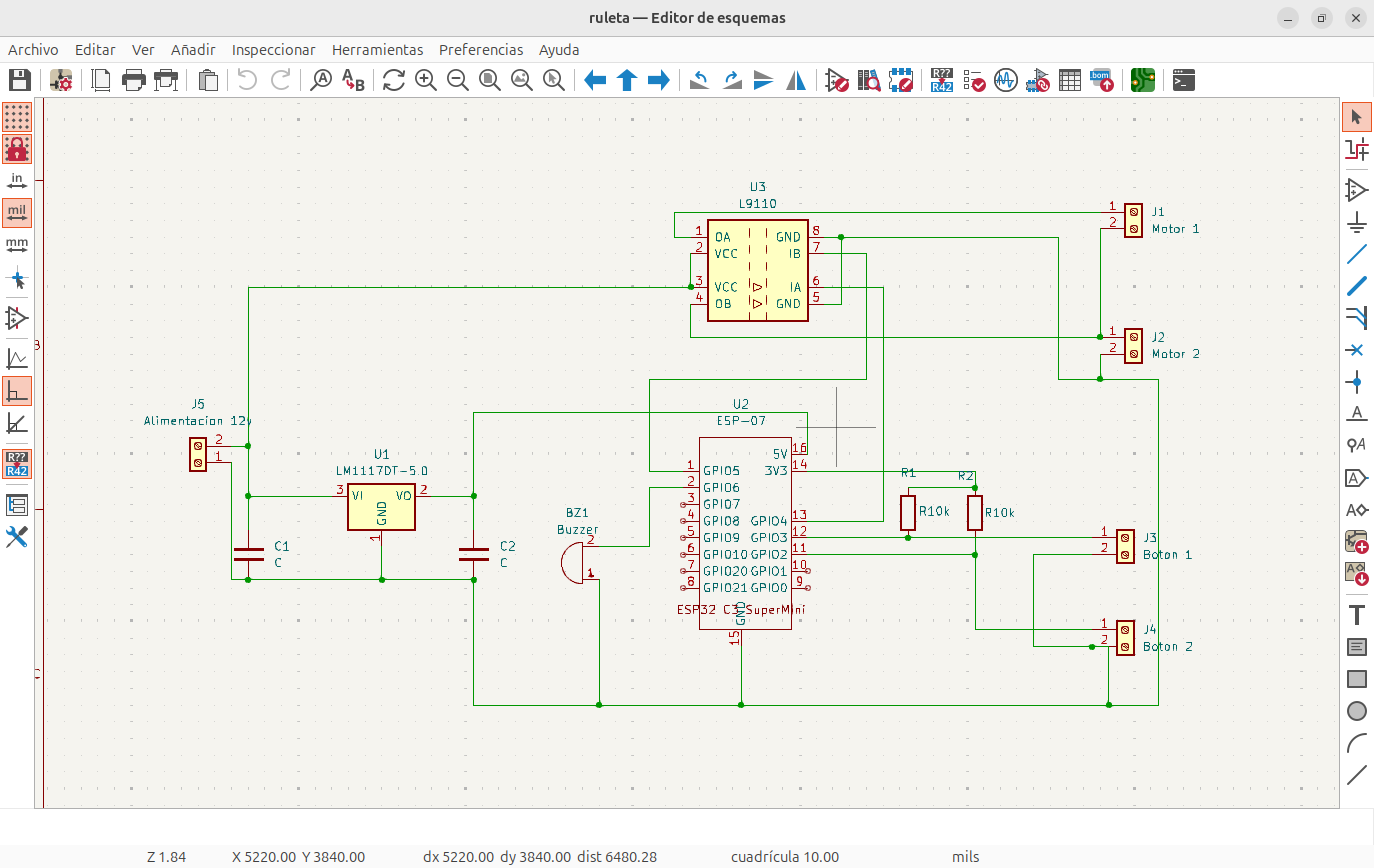 ruleta — Editor de esquemas
Archivo Editar Ver Añadir Inspeccionar Herramientas Preferencias Ayuda
R??
R42
bom
in
mil
mm
R??
R42
U3
L9110
1 OA GND 8
2 VCC IB 7
3 VCC IA 6
4 OB GND 5
1 J1
2 Motor 1
1 J2
2 Motor 2
B
J5
Alimentacion 12v
2
1
U1
LM1117DT-5.0
3 VI VO 2
GND
1
C1
C
C2
C
BZ1
Buzzer
2
1
U2
ESP-07
5V 16
1 GPIO5 3V3 14
2 GPIO6
3 GPIO7
4 GPIO8 GPIO4 13
5 GPIO9 GPIO3 12
6 GPIO10 GPIO2 11
7 GPIO20 GPIO1 10
8 GPIO21 GPIO0 9
ESP32 C3 SuperMini
GND
15
R1
R10k
R2
R10k
1 J3
2 Boton 1
1 J4
2 Boton 2
C
Z 1.84 X 5220.00 Y 3840.00 dx 5220.00 dy 3840.00 dist 6480.28 cuadrícula 10.00 mils